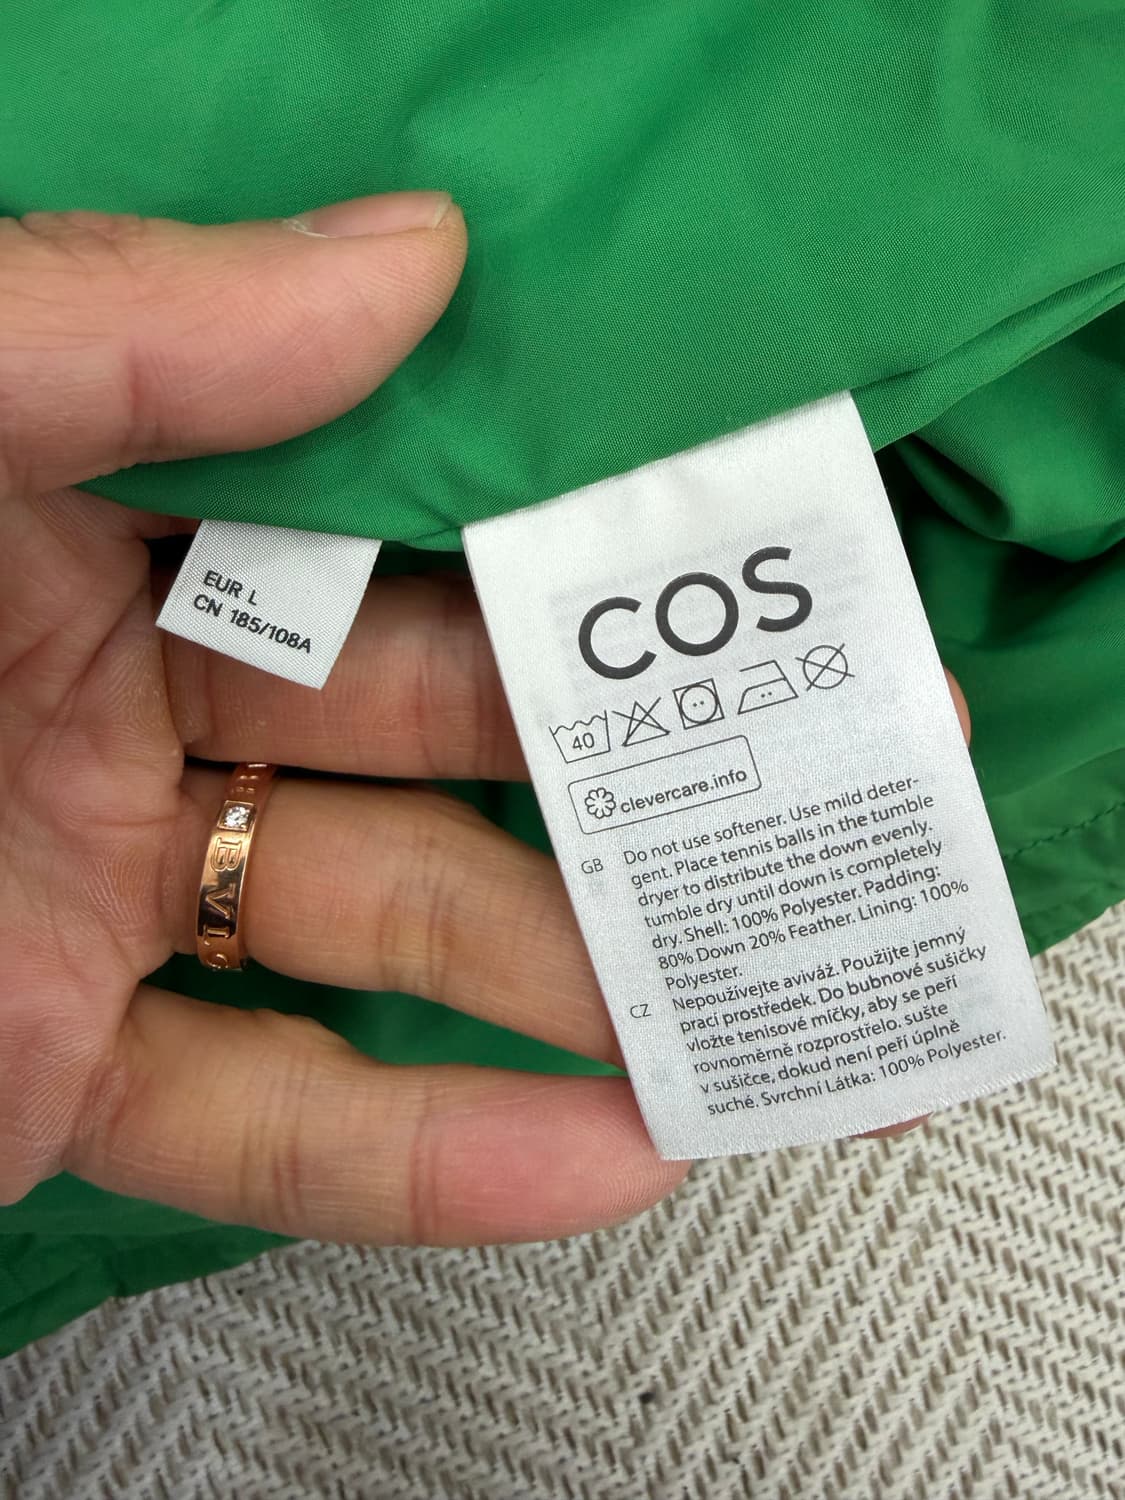 EUR L
CN 185/108A
COS
40
clevercare.info
GB Do not use softener. Use mild deter-
gent. Place tennis balls in the tumble
dryer to distribute the down evenly.
tumble dry until down is completely
dry. Shell: 100% Polyester. Padding:
80% Down 20% Feather. Lining: 100%
Polyester.
CZ Nepoužívejte aviváž. Použijte jemný
prací prostředek. Do bubnové sušičky
vložte tenisové míčky, aby se peří
rovnoměrně rozprostřelo. sušte
v sušičce, dokud není peří úplně
suché. Svrchní Látka: 100% Polyester.
BVLG